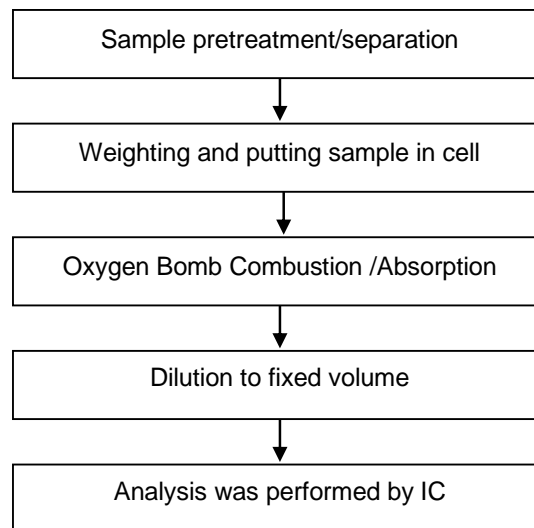 Sample pretreatment/separation
Weighting and putting sample in cell
Oxygen Bomb Combustion /Absorption
Dilution to fixed volume
Analysis was performed by IC